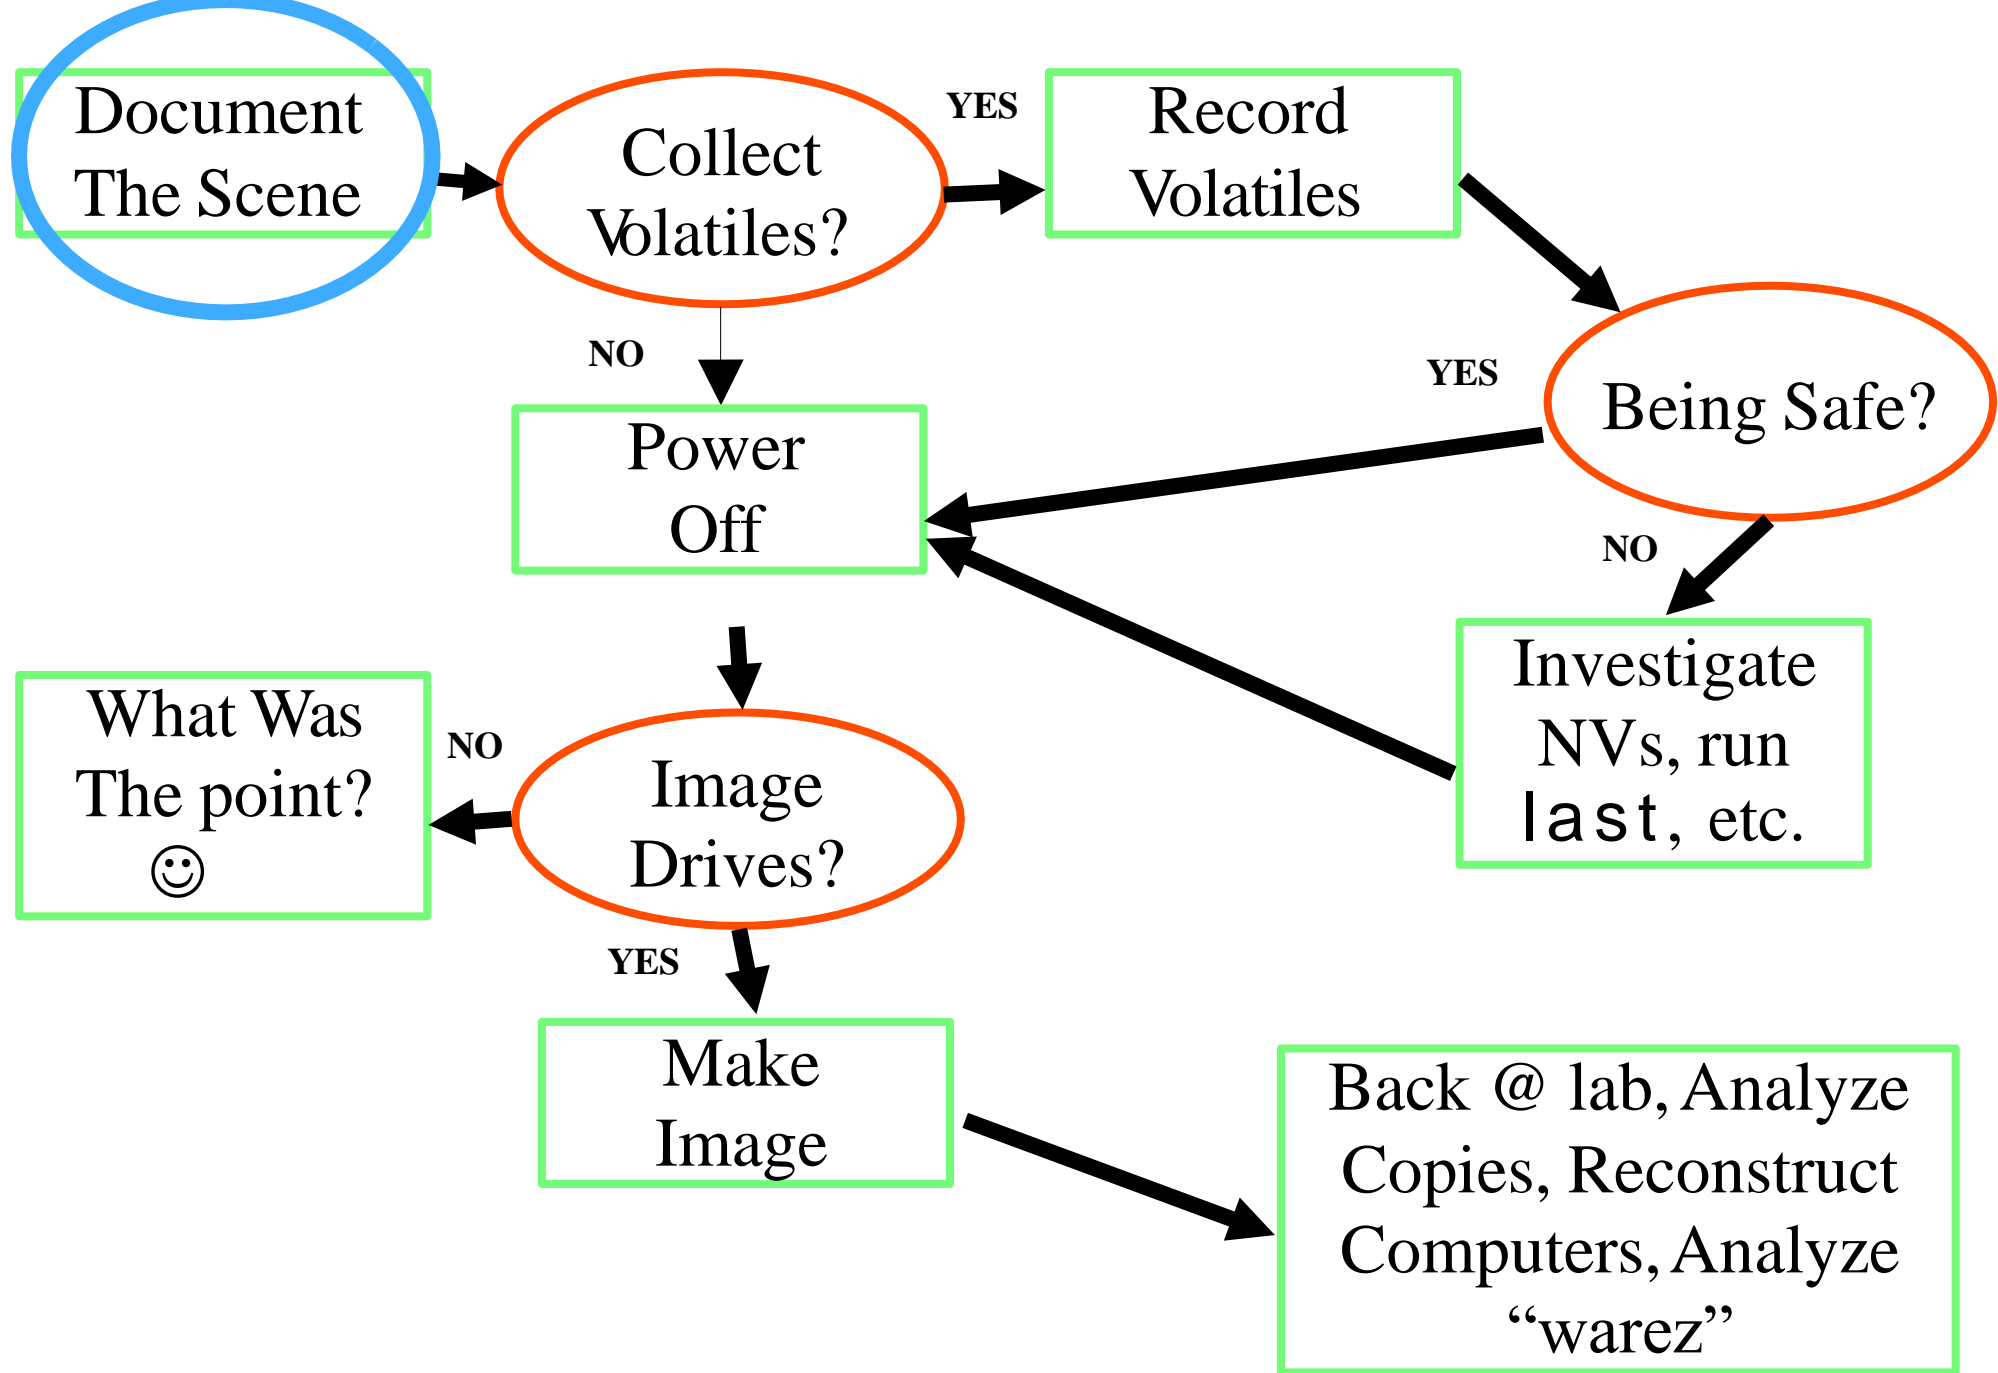 Document
The Scene
Collect
Volatiles?
YES
Record
Volatiles
NO
YES
Being Safe?
Power
Off
NO
Investigate
NVs, run
last, etc.
What Was
The point?
☺
NO
Image
Drives?
YES
Make
Image
Back @ lab, Analyze
Copies, Reconstruct
Computers, Analyze
“warez”